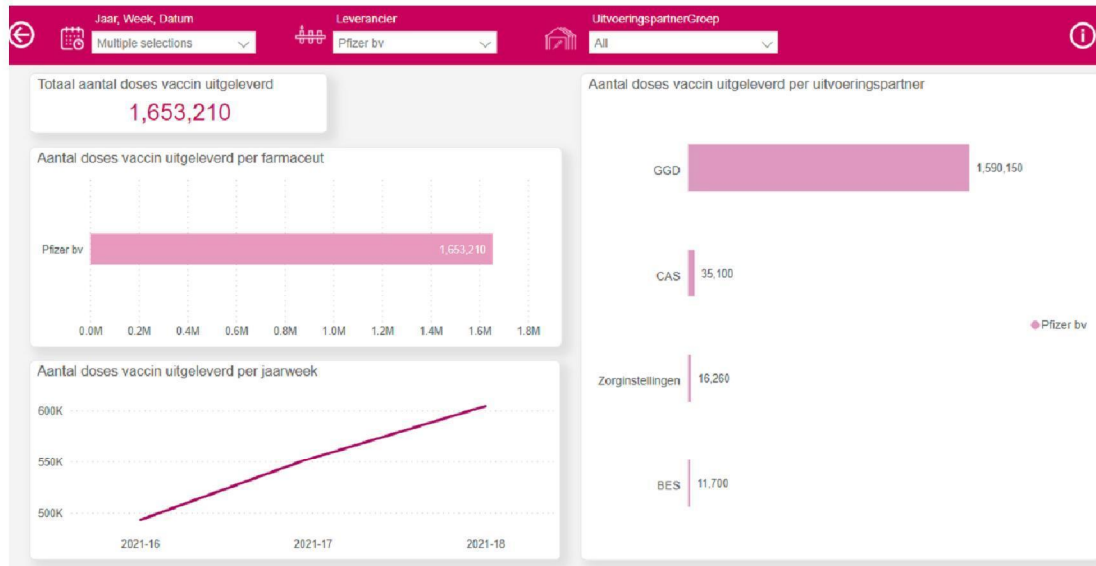 Jaar, Week, Datum
Multiple selections
Leverancier
Pfizer bv
UitvoeringspartnerGroep
All
Totaal aantal doses vaccin uitgeleverd
1,653,210
Aantal doses vaccin uitgeleverd per farmaceut
Pfizer bv
1,653,210
0.0M 0.2M 0.4M 0.6M 0.8M 1.0M 1.2M 1.4M 1.6M 1.8M
Aantal doses vaccin uitgeleverd per jaarweek
600K
550K
500K
2021-16 2021-17 2021-18
Aantal doses vaccin uitgeleverd per uitvoeringspartner
GGD 1,590,150
CAS 35,100
Pfizer bv
Zorginstellingen 16,260
BES 11,700